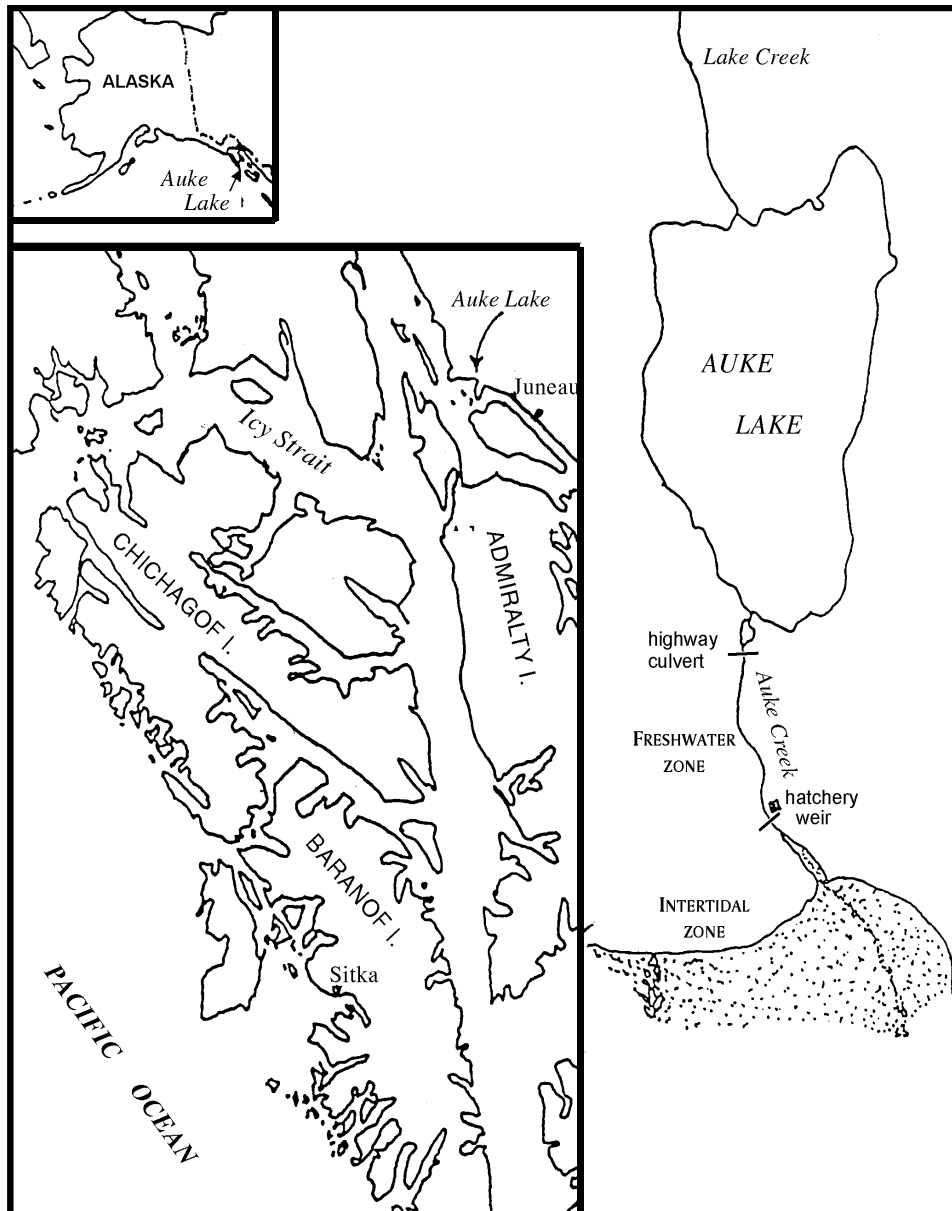 ALASKA
Auke
Lake
Lake Creek
AUKE
LAKE
highway
culvert
Auke Creek
FRESHWATER
ZONE
hatchery
weir
INTERTIDAL
ZONE
Auke Lake
Juneau
Icy Strait
CHICHAGOF I.
ADMIRALTY I.
BARANOF I.
Sitka
PACIFIC OCEAN